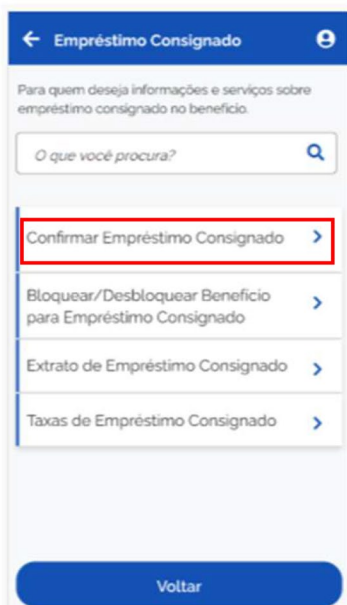 Empréstimo Consignado
Para quem deseja informações e serviços sobre
empréstimo consignado no benefício.
O que você procura?
Confirmar Empréstimo Consignado
Bloquear/Desbloquear Benefício
para Empréstimo Consignado
Extrato de Empréstimo Consignado
Taxas de Empréstimo Consignado
Voltar